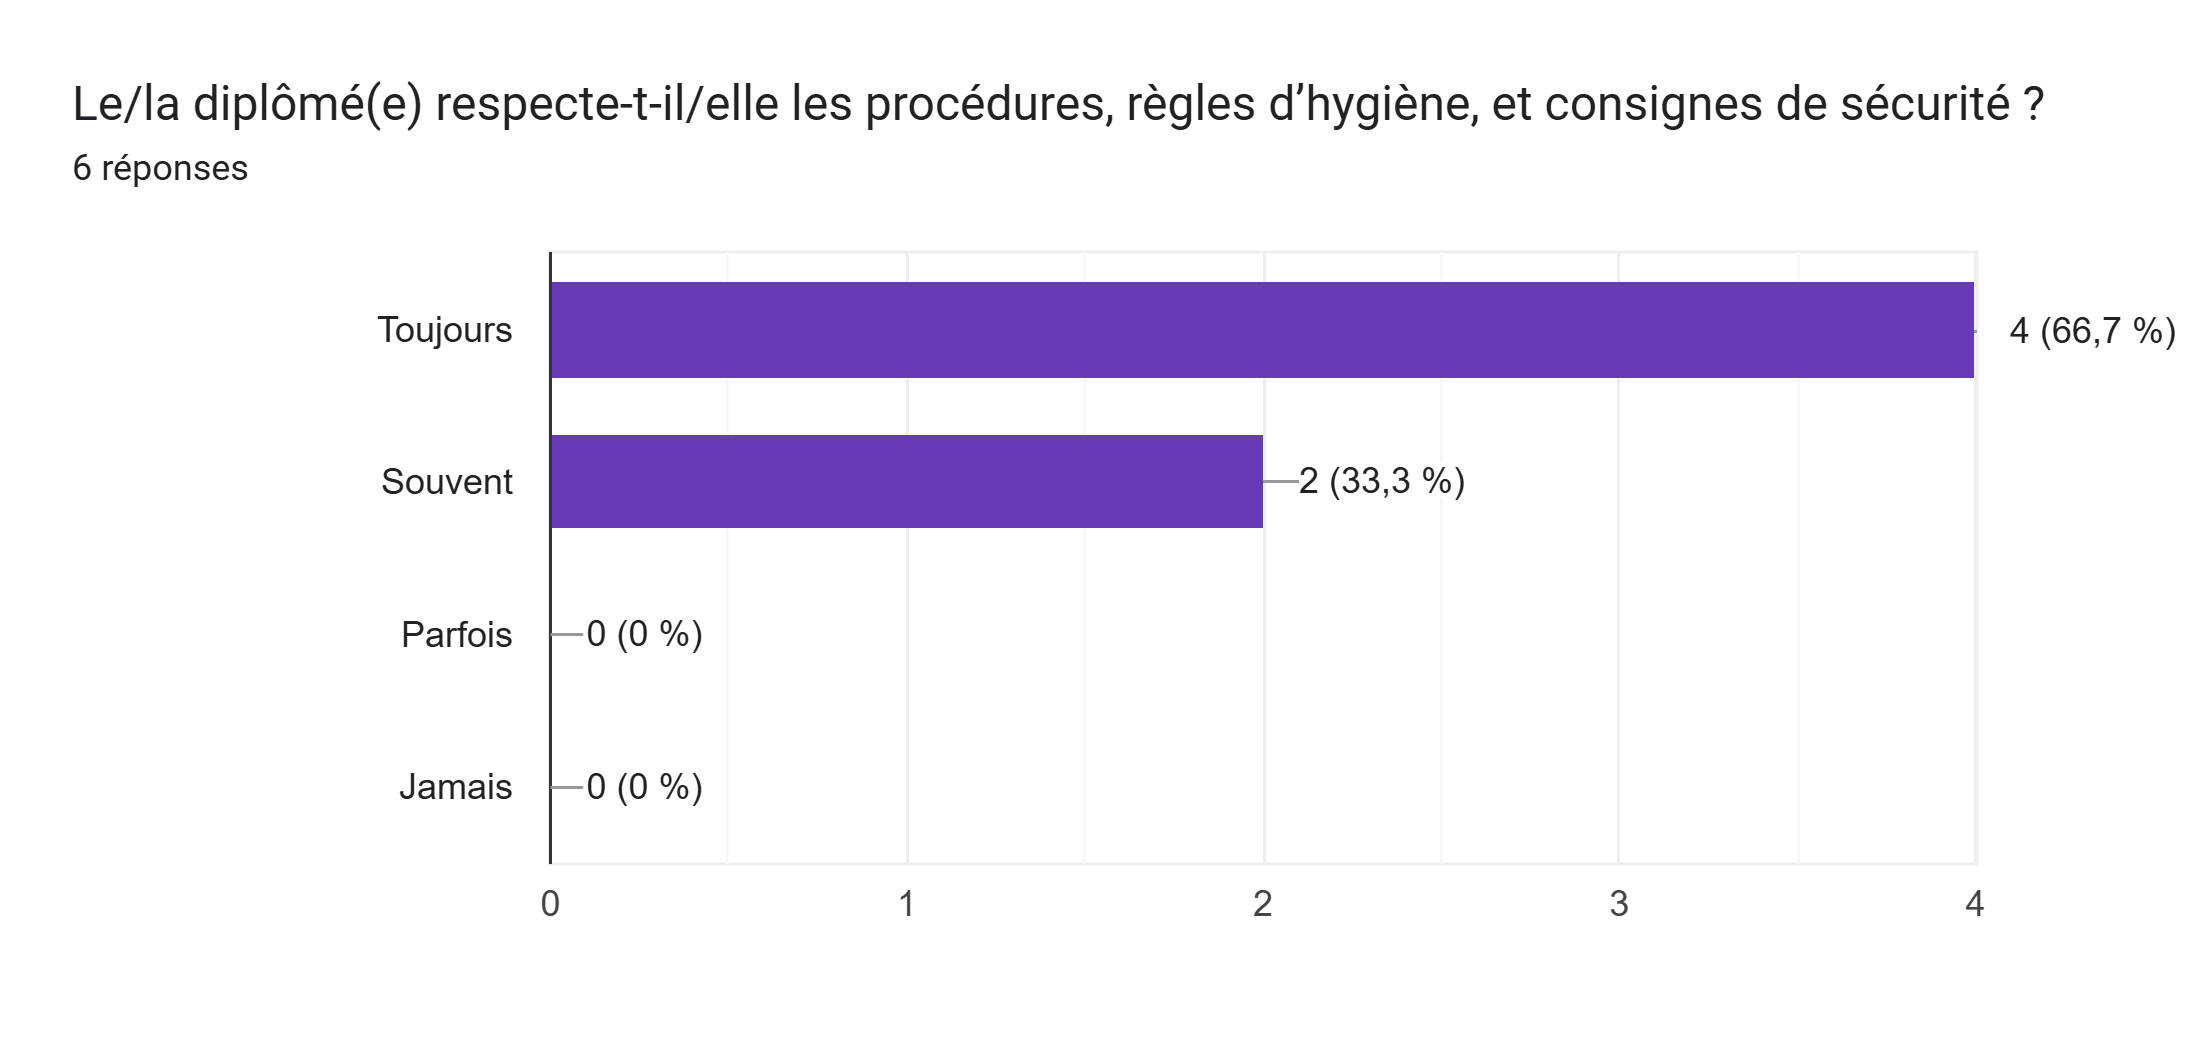 Le/la diplômé(e) respecte-t-il/elle les procédures, règles d’hygiène, et consignes de sécurité ?
6 réponses
Toujours
4 (66,7 %)
Souvent
2 (33,3 %)
Parfois
0 (0 %)
Jamais
0 (0 %)
0 1 2 3 4